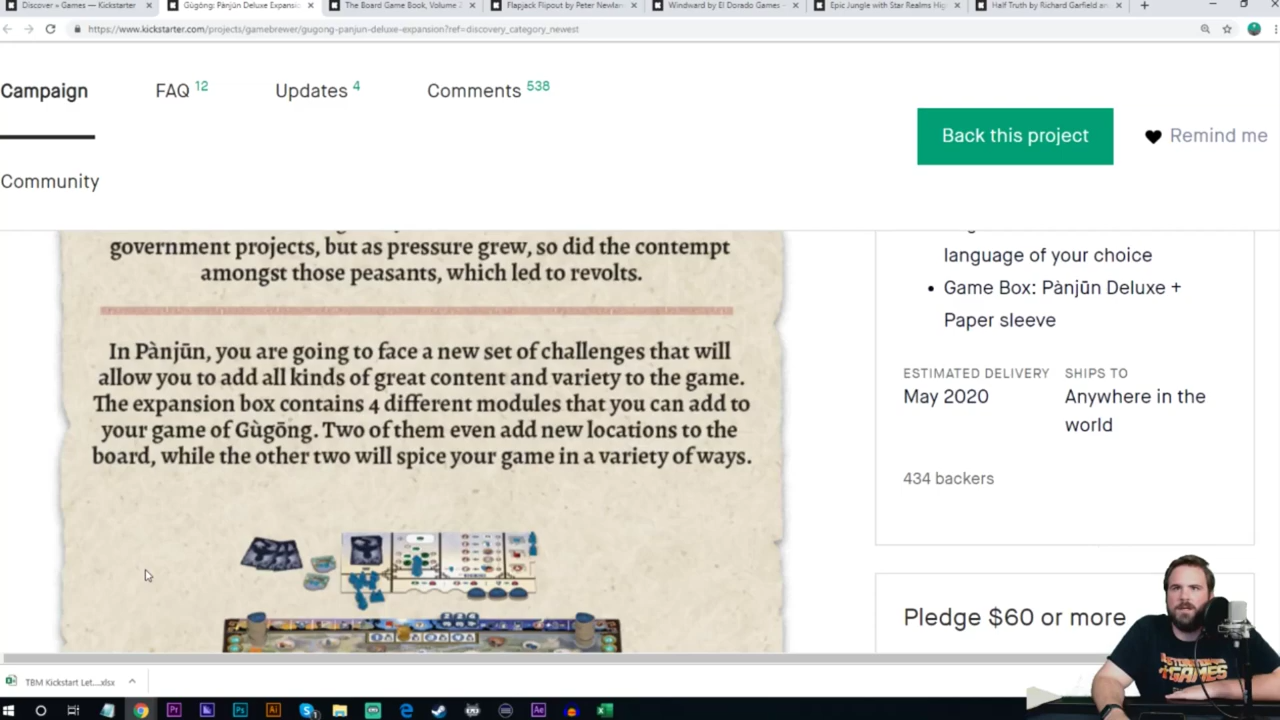 Discover » Games — Kickstarter
Gùgōng: Pànjūn Deluxe Expansi
The Board Game Book, Volume
Flapjack Flipout by Peter Newla
Windward by El Dorado Games -
Epic Jungle with Star Realms Hig
Half Truth by Richard Garfield an
https://www.kickstarter.com/projects/gamebrewer/gugong-panjun-deluxe-expansion?ref=discovery_category_newest
Campaign
FAQ 12
Updates 4
Comments 538
Back this project
Remind me
Community
government projects, but as pressure grew, so did the contempt
amongst those peasants, which led to revolts.
In Pànjūn, you are going to face a new set of challenges that will
allow you to add all kinds of great content and variety to the game.
The expansion box contains 4 different modules that you can add to
your game of Gùgōng. Two of them even add new locations to the
board, while the other two will spice your game in a variety of ways.
language of your choice
• Game Box: Pànjūn Deluxe +
Paper sleeve
ESTIMATED DELIVERY
May 2020
SHIPS TO
Anywhere in the
world
434 backers
Pledge $60 or more
GAMES
TBM Kickstart Let....xlsx